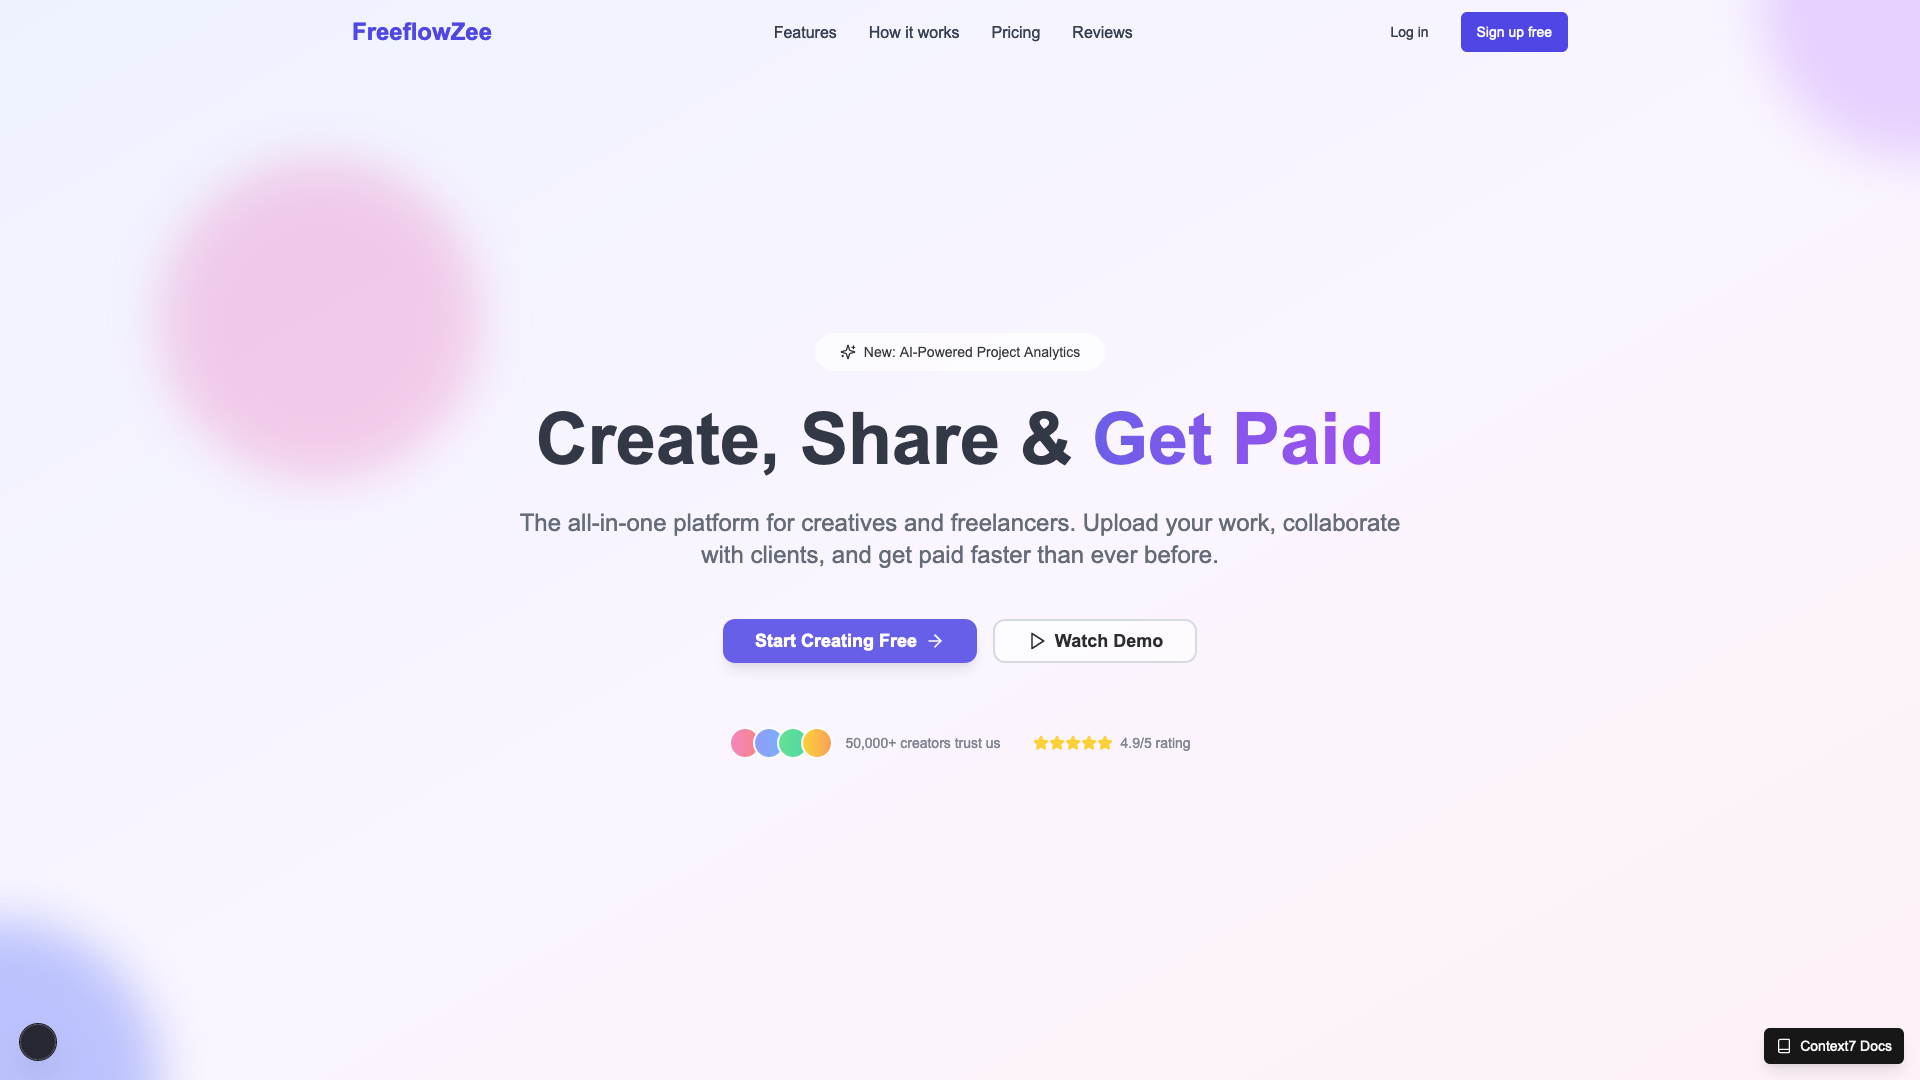 FreeflowZee
Features
How it works
Pricing
Reviews
Log in
Sign up free
New: AI-Powered Project Analytics
Create, Share & Get Paid
The all-in-one platform for creatives and freelancers. Upload your work, collaborate
with clients, and get paid faster than ever before.
Start Creating Free
Watch Demo
50,000+ creators trust us
4.9/5 rating
Context7 Docs